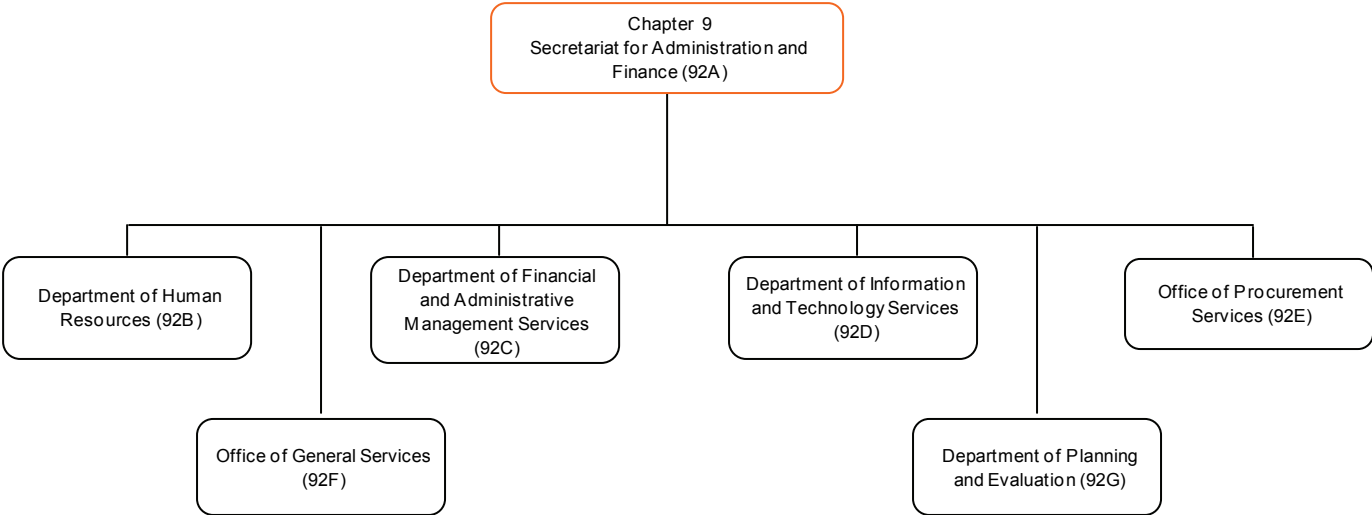 Chapter 9
Secretariat for Administration and
Finance (92A)
Department of Human
Resources (92B)
Department of Financial
and Administrative
Management Services
(92C)
Department of Information
and Technology Services
(92D)
Office of Procurement
Services (92E)
Office of General Services
(92F)
Department of Planning
and Evaluation (92G)